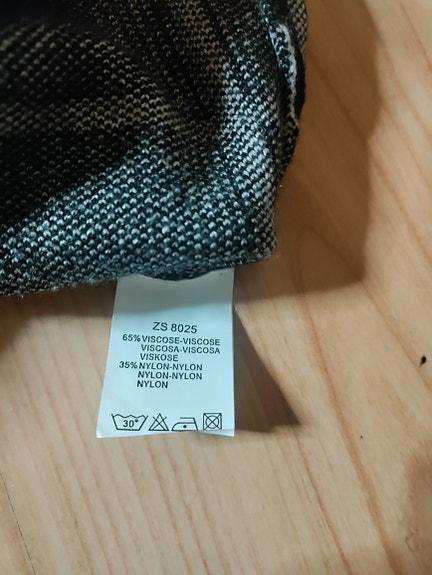 ZS 8025
65% VISCOSE-VISCOSE
VISCOSA-VISCOSA
VISKOSE
35% NYLON-NYLON
NYLON-NYLON
NYLON
30°